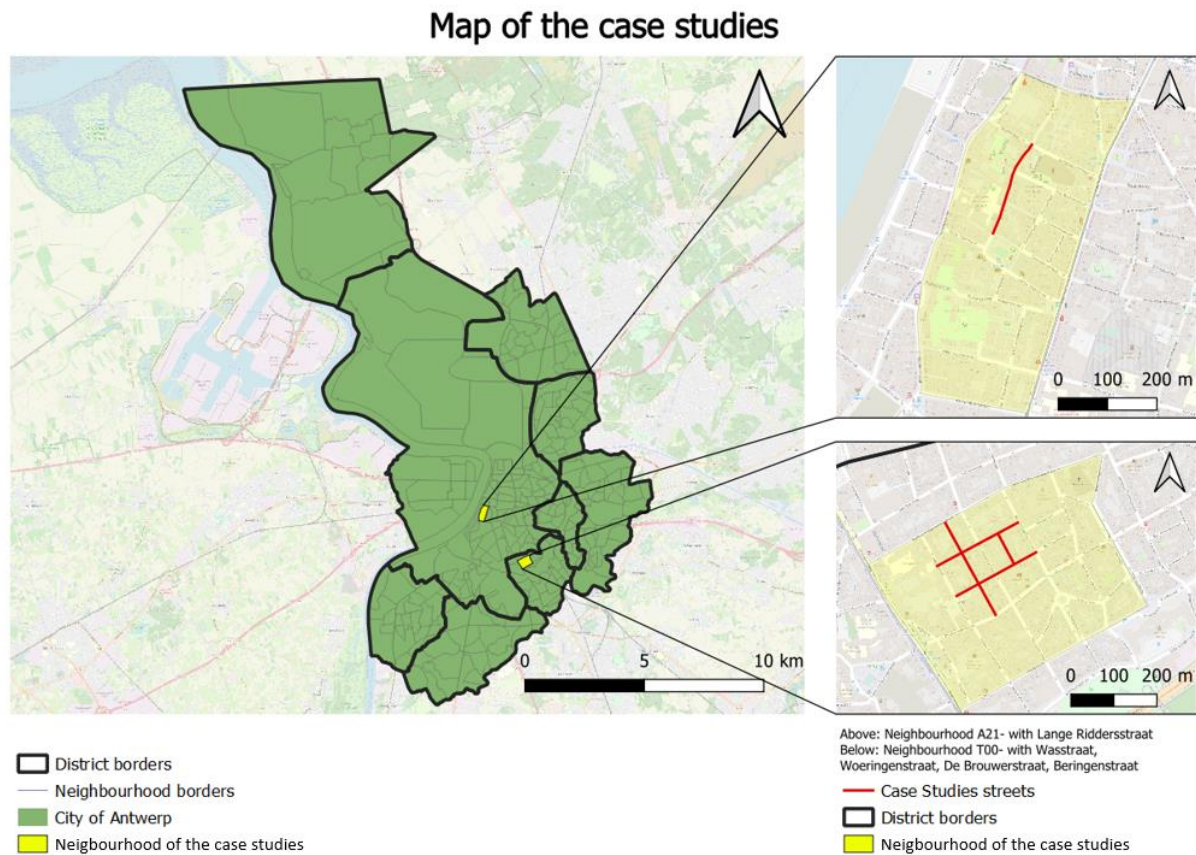 Map of the case studies
0 100 200 m
0 100 200 m
0 5 10 km
Above: Neighbourhood A21- with Lange Riddersstraat
Below: Neighbourhood T00- with Wasstraat,
Woeringenstraat, De Brouwerstraat, Beringenstraat
District borders
Neighbourhood borders
City of Antwerp
Neigbourhood of the case studies
Case Studies streets
District borders
Neigbourhood of the case studies